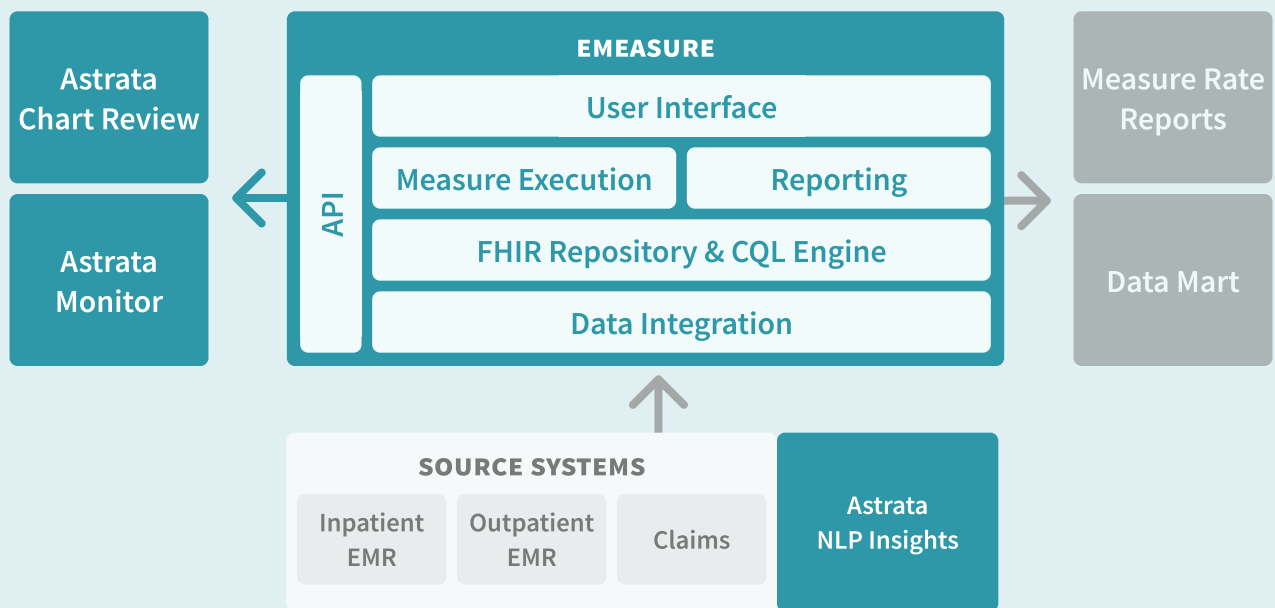 Astrata
Chart Review
Astrata
Monitor
EMEASURE
API
User Interface
Measure Execution
Reporting
FHIR Repository & CQL Engine
Data Integration
Measure Rate
Reports
Data Mart
SOURCE SYSTEMS
Inpatient
EMR
Outpatient
EMR
Claims
Astrata
NLP Insights